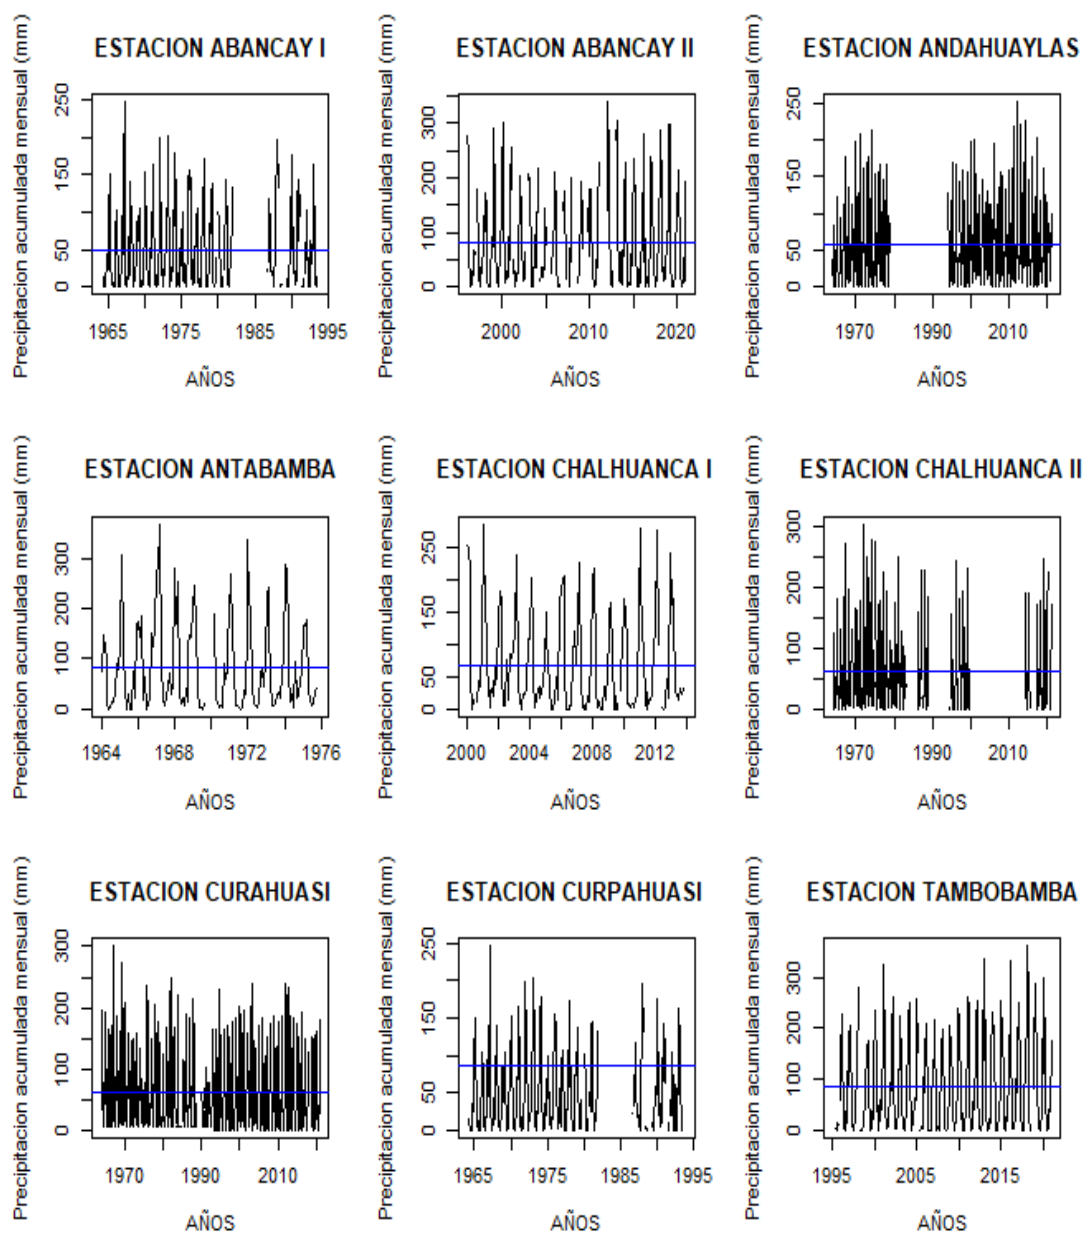 ESTACION ABANCAY I
Precipitacion acumulada mensual (mm)
0
50
150
250
1965
1975
1985
1995
AÑOS
ESTACION ABANCAY II
Precipitacion acumulada mensual (mm)
0
100
200
300
2000
2010
2020
AÑOS
ESTACION ANDAHUAYLAS
Precipitacion acumulada mensual (mm)
0
50
150
250
1970
1990
2010
AÑOS
ESTACION ANTABAMBA
Precipitacion acumulada mensual (mm)
0
100
200
300
1964
1968
1972
1976
AÑOS
ESTACION CHALHUANCA I
Precipitacion acumulada mensual (mm)
0
50
150
250
2000
2004
2008
2012
AÑOS
ESTACION CHALHUANCA II
Precipitacion acumulada mensual (mm)
0
100
200
300
1970
1990
2010
AÑOS
ESTACION CURAHUASI
Precipitacion acumulada mensual (mm)
0
100
200
300
1970
1990
2010
AÑOS
ESTACION CURPAHUASI
Precipitacion acumulada mensual (mm)
0
50
150
250
1965
1975
1985
1995
AÑOS
ESTACION TAMBOBAMBA
Precipitacion acumulada mensual (mm)
0
100
200
300
1995
2005
2015
AÑOS